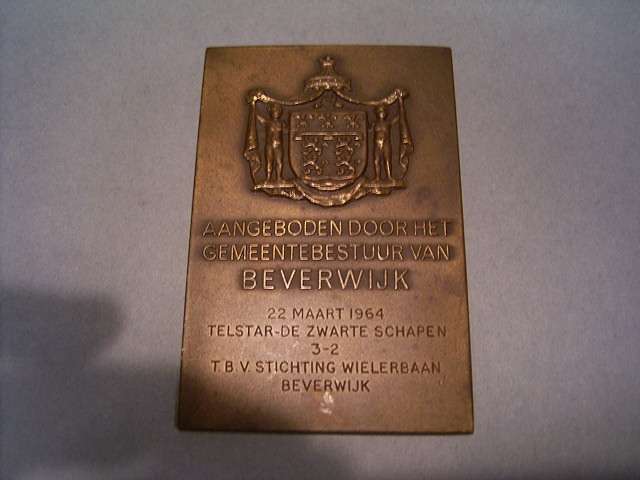 AANGEBODEN DOOR HET
GEMEENTEBESTUUR VAN
BEVERWIJK
22 MAART 1964
TELSTAR-DE ZWARTE SCHAPEN
3-2
T.B.V. STICHTING WIELERBAAN
BEVERWIJK